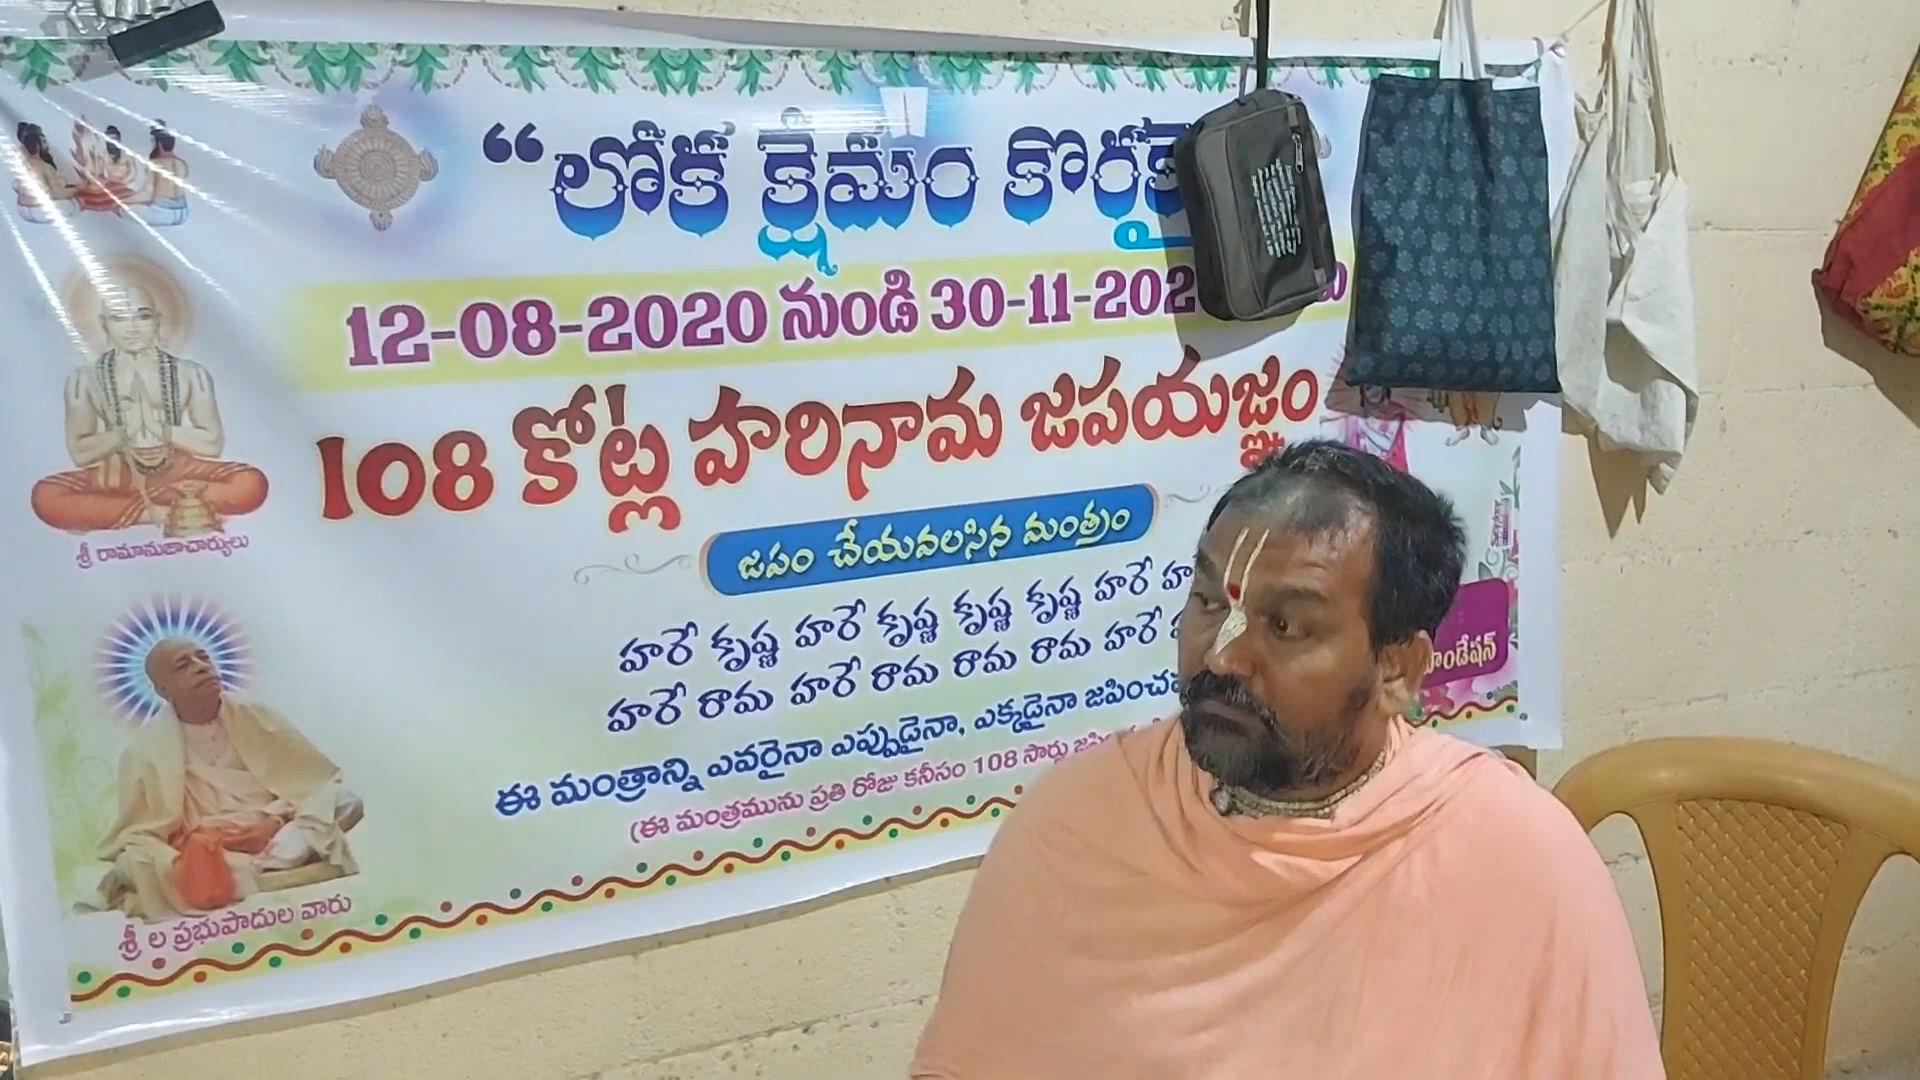 “లోక క్షేమం కొరకై
12-08-2020 నుండి 30-11-202
108 కోట్ల హరినామ జపయజ్ఞం
జపం చేయవలసిన మంత్రం
హరే కృష్ణ హరే కృష్ణ కృష్ణ కృష్ణ హరే
హరే రామ హరే రామ రామ రామ హరే
ఈ మంత్రాన్ని ఎవరైనా ఎప్పుడైనా, ఎక్కడైనా
(ఈ మంత్రమును ప్రతి రోజు కనీసం 108 సార్లు
శ్రీ రామానుజాచార్యులు
శ్రీ ల ప్రభుపాదుల వారు
ండేషన్